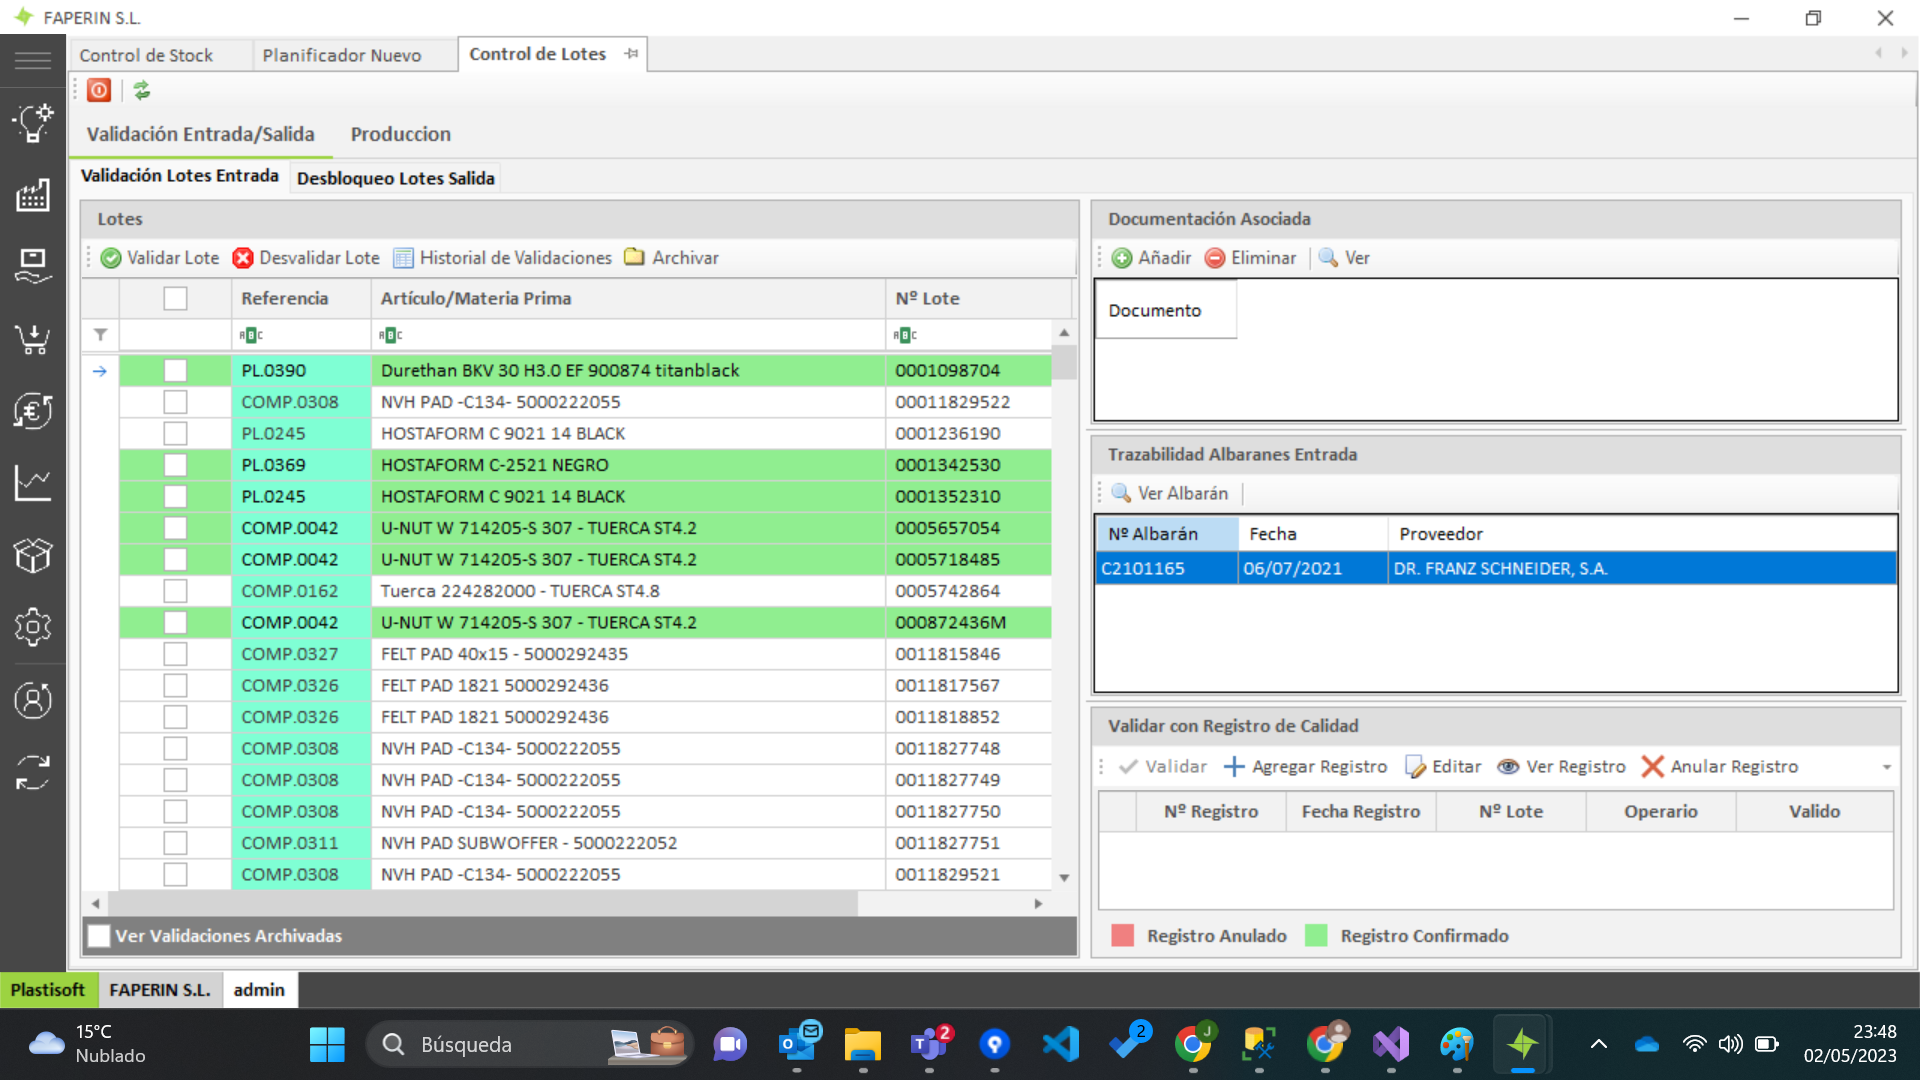 FAPERIN S.L.
Control de Stock
Planificador Nuevo
Control de Lotes
Validación Entrada/Salida
Produccion
Validación Lotes Entrada
Desbloqueo Lotes Salida
Lotes
Validar Lote
Desvalidar Lote
Historial de Validaciones
Archivar
Referencia
Artículo/Materia Prima
Nº Lote
PL.0390 Durethan BKV 30 H3.0 EF 900874 titanblack 0001098704
COMP.0308 NVH PAD -C134- 5000222055 00011829522
PL.0245 HOSTAFORM C 9021 14 BLACK 0001236190
PL.0369 HOSTAFORM C-2521 NEGRO 0001342530
PL.0245 HOSTAFORM C 9021 14 BLACK 0001352310
COMP.0042 U-NUT W 714205-S 307 - TUERCA ST4.2 0005657054
COMP.0042 U-NUT W 714205-S 307 - TUERCA ST4.2 0005718485
COMP.0162 Tuerca 224282000 - TUERCA ST4.8 0005742864
COMP.0042 U-NUT W 714205-S 307 - TUERCA ST4.2 000872436M
COMP.0327 FELT PAD 40x15 - 5000292435 0011815846
COMP.0326 FELT PAD 1821 5000292436 0011817567
COMP.0326 FELT PAD 1821 5000292436 0011818852
COMP.0308 NVH PAD -C134- 5000222055 0011827748
COMP.0308 NVH PAD -C134- 5000222055 0011827749
COMP.0308 NVH PAD -C134- 5000222055 0011827750
COMP.0311 NVH PAD SUBWOFFER - 5000222052 0011827751
COMP.0308 NVH PAD -C134- 5000222055 0011829521
Ver Validaciones Archivadas
Documentación Asociada
Añadir
Eliminar
Ver
Documento
Trazabilidad Albaranes Entrada
Ver Albarán
Nº Albarán Fecha Proveedor
C2101165 06/07/2021 DR. FRANZ SCHNEIDER, S.A.
Validar con Registro de Calidad
Validar
Agregar Registro
Editar
Ver Registro
Anular Registro
Nº Registro Fecha Registro Nº Lote Operario Valido
Registro Anulado
Registro Confirmado
Plastisoft
FAPERIN S.L.
admin
15°C
Nublado
Búsqueda
2
2
J
23:48
02/05/2023